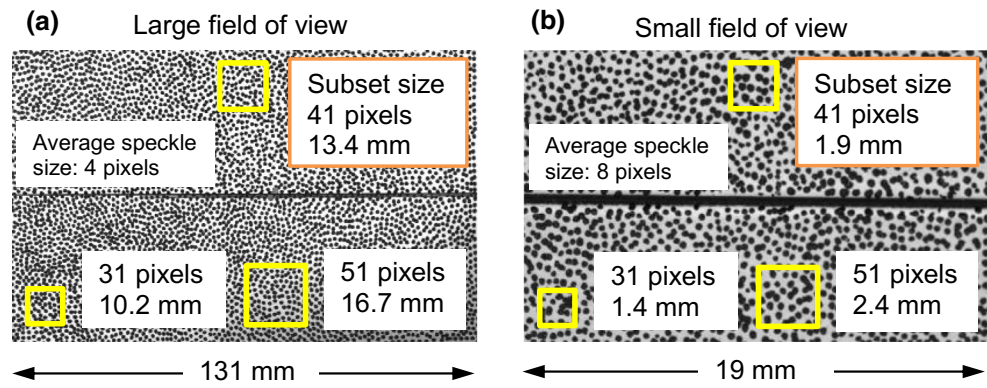 (a)
Large field of view
Subset size
41 pixels
13.4 mm
Average speckle
size: 4 pixels
31 pixels
10.2 mm
51 pixels
16.7 mm
131 mm
(b)
Small field of view
Subset size
41 pixels
1.9 mm
Average speckle
size: 8 pixels
31 pixels
1.4 mm
51 pixels
2.4 mm
19 mm